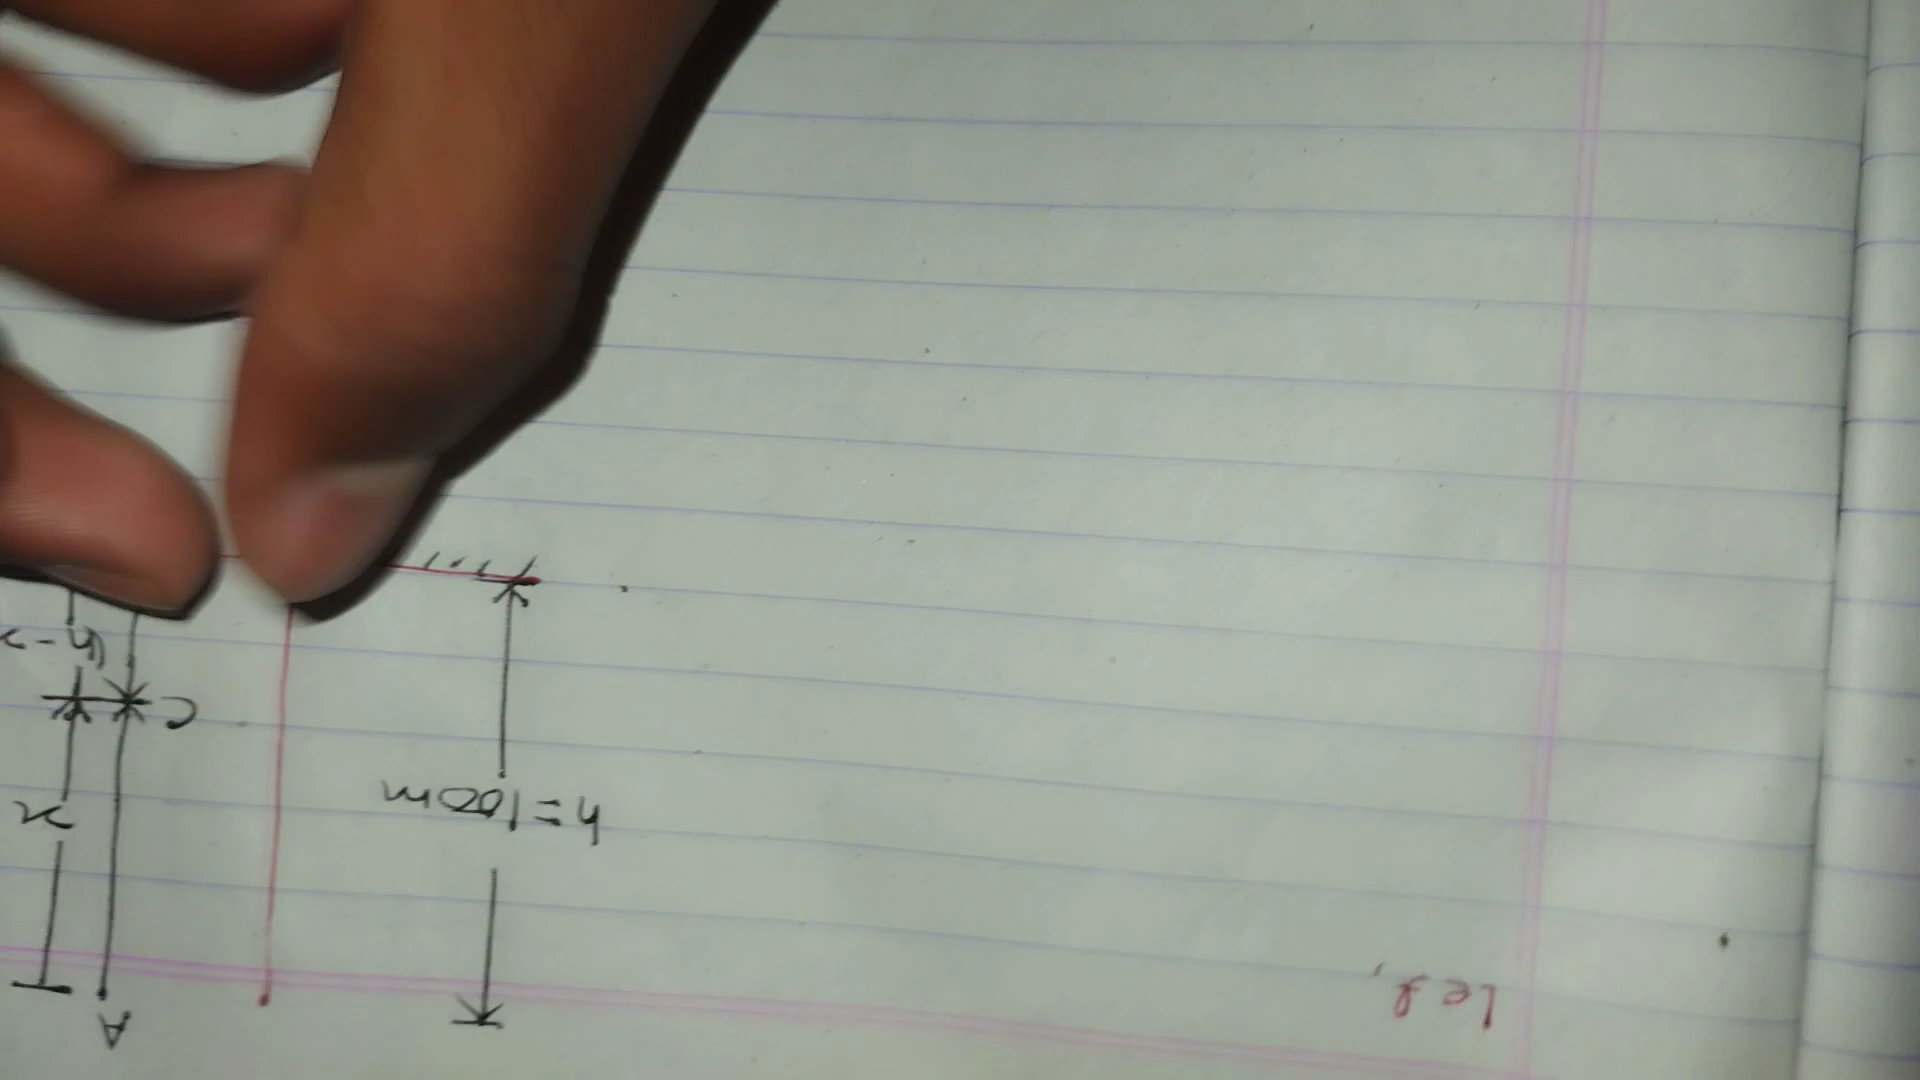 Let,
A
h=100m
x
C
(h-x